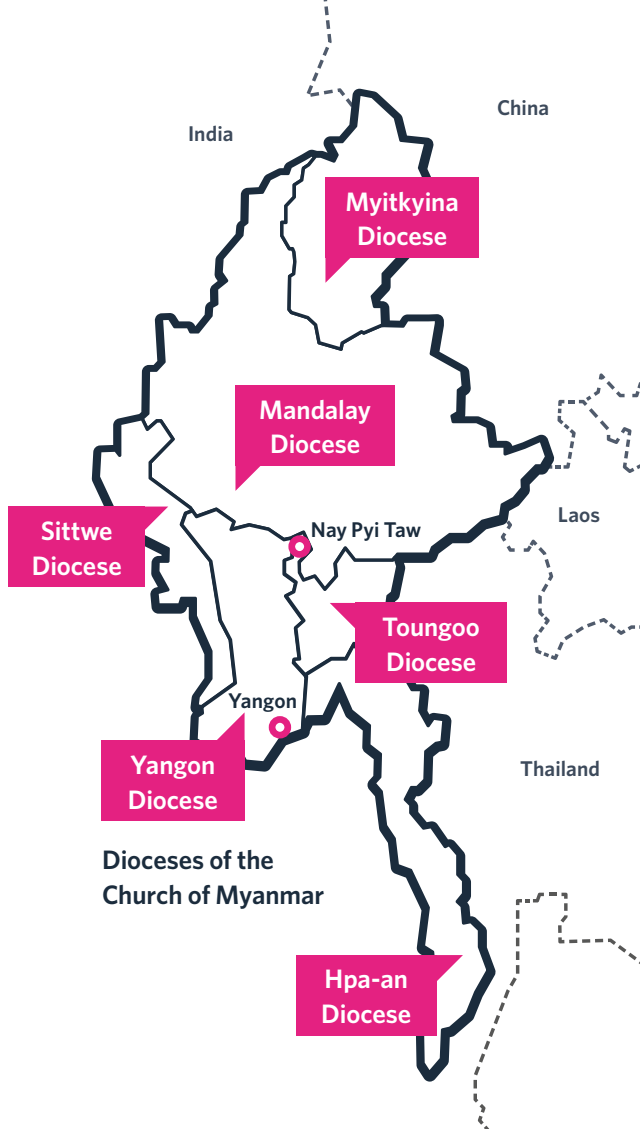 China
India
Myitkyina
Diocese
Mandalay
Diocese
Laos
Nay Pyi Taw
Sittwe
Diocese
Toungoo
Diocese
Yangon
Yangon
Diocese
Thailand
Dioceses of the
Church of Myanmar
Hpa-an
Diocese